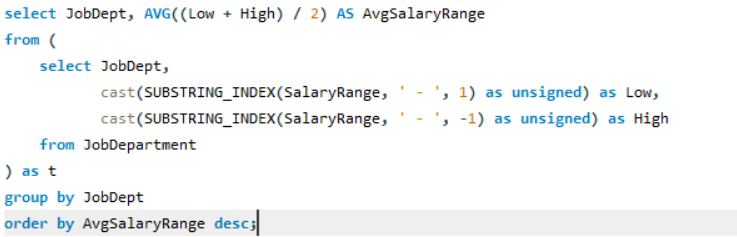 select JobDept, AVG((Low + High) / 2) AS AvgSalaryRange
from (
    select JobDept,
           cast(SUBSTRING_INDEX(SalaryRange, ' - ', 1) as unsigned) as Low,
           cast(SUBSTRING_INDEX(SalaryRange, ' - ', -1) as unsigned) as High
    from JobDepartment
) as t
group by JobDept
order by AvgSalaryRange desc;